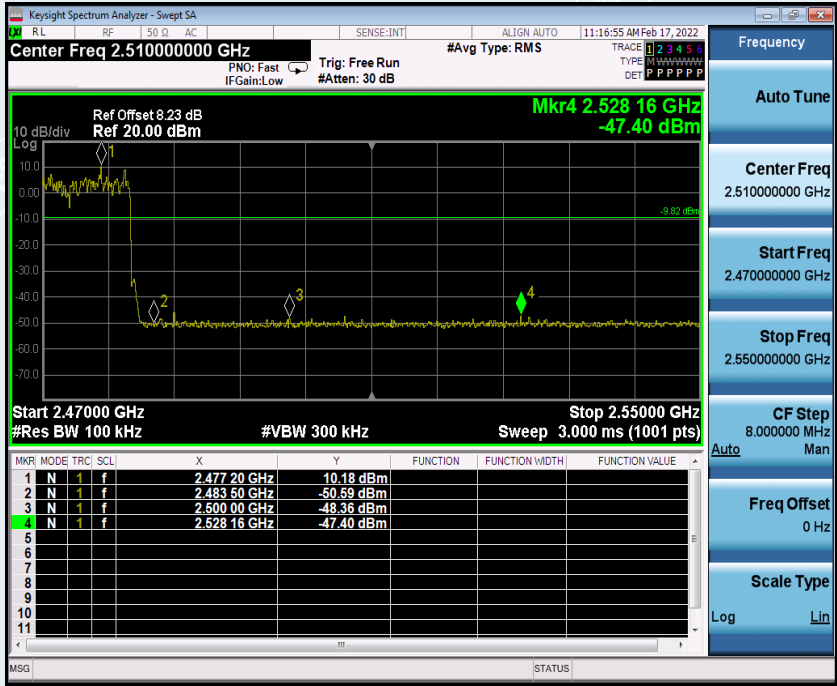 Keysight Spectrum Analyzer - Swept SA
LXI RL RF 50 Ω AC SENSE:INT ALIGN AUTO 11:16:55 AM Feb 17, 2022
Center Freq 2.510000000 GHz #Avg Type: RMS TRACE 1 2 3 4 5 6
PNO: Fast Trig: Free Run TYPE M WWWWW
IFGain:Low #Atten: 30 dB DET P P P P P P
Mkr4 2.528 16 GHz
-47.40 dBm
Ref Offset 8.23 dB
10 dB/div Ref 20.00 dBm
Log
1
10.0
0.00
-9.82 dBm
-10.0
-20.0
-30.0
-40.0
2 3 4
-50.0
-60.0
-70.0
Start 2.47000 GHz Stop 2.55000 GHz
#Res BW 100 kHz #VBW 300 kHz Sweep 3.000 ms (1001 pts)
MKR MODE TRC SCL X Y FUNCTION FUNCTION WIDTH FUNCTION VALUE
1 N 1 f 2.477 20 GHz 10.18 dBm
2 N 1 f 2.483 50 GHz -50.59 dBm
3 N 1 f 2.500 00 GHz -48.36 dBm
4 N 1 f 2.528 16 GHz -47.40 dBm
5
6
7
8
9
10
11
MSG STATUS
Frequency
Auto Tune
Center Freq
2.510000000 GHz
Start Freq
2.470000000 GHz
Stop Freq
2.550000000 GHz
CF Step
8.000000 MHz
Auto Man
Freq Offset
0 Hz
Scale Type
Log Lin